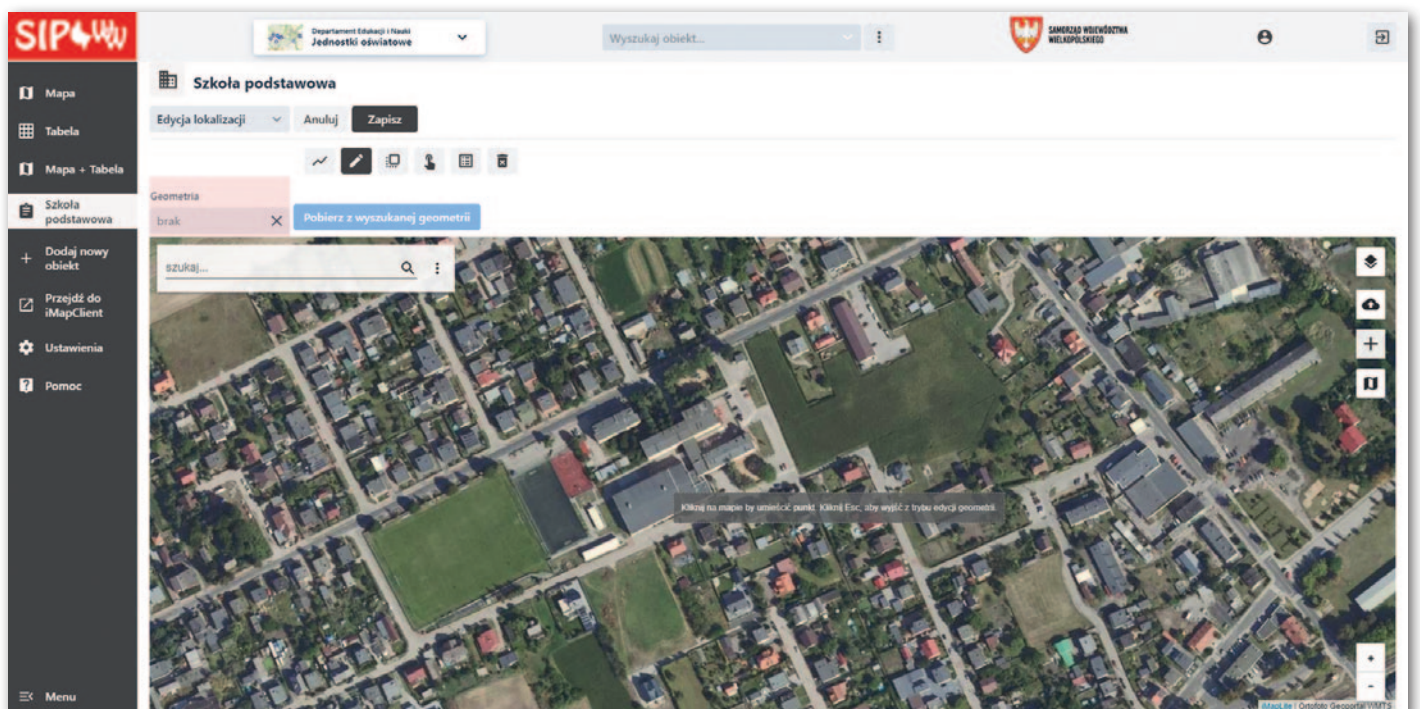 SIPWW
Departament Edukacji i Nauki
Jednostki oświatowe
Wyszukaj obiekt...
SAMORZĄD WOJEWÓDZTWA
WIELKOPOLSKIEGO
Mapa
Tabela
Mapa + Tabela
Szkoła
podstawowa
Dodaj nowy
obiekt
Przejdź do
iMapClient
Ustawienia
Pomoc
Menu
Szkoła podstawowa
Edycja lokalizacji
Anuluj
Zapisz
Geometria
brak
Pobierz z wyszukanej geometrii
szukaj...
Kliknij na mapie by umieścić punkt. Kliknij Esc, aby wyjść z trybu edycji geometrii.
+
-
iMapLite | Ortofoto Geoportal WMTS